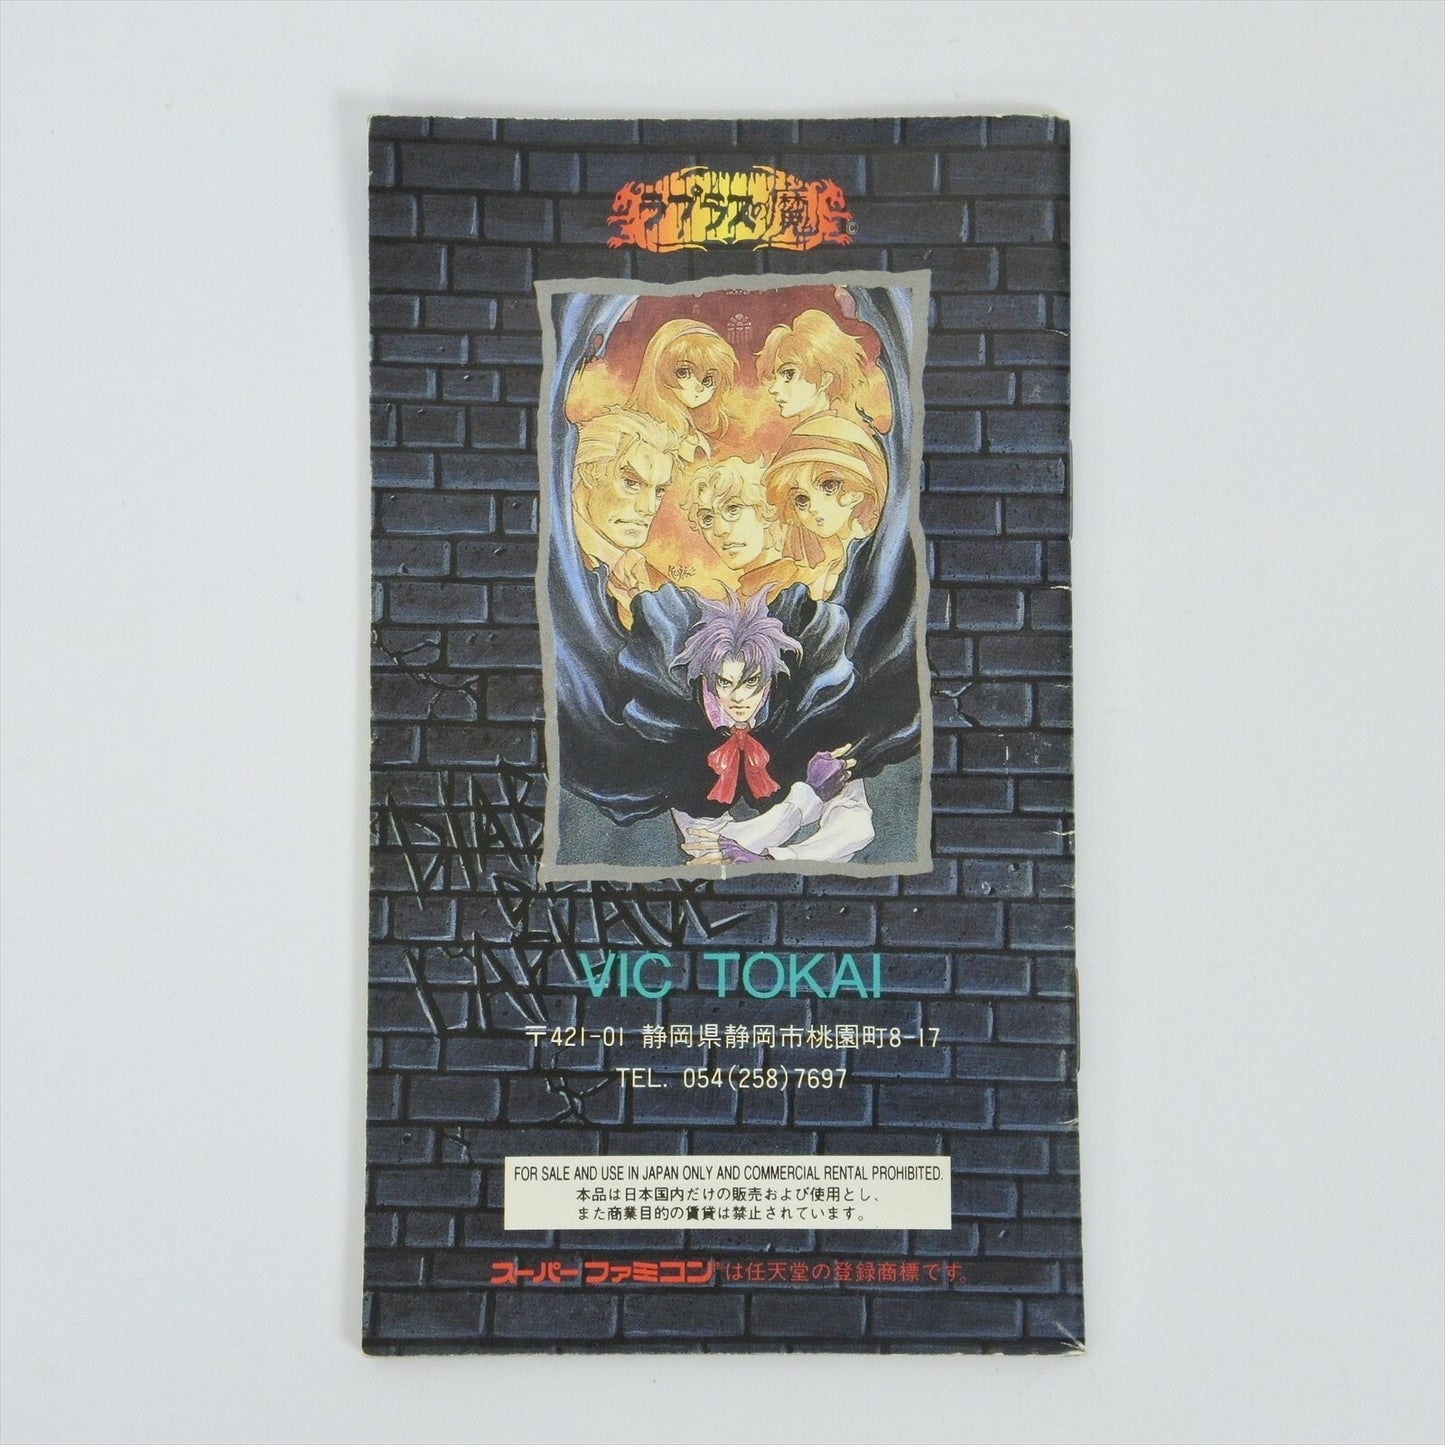 ラプラスの魔 ©
DIAB
PLACE
VIC TOKAI
〒421-01 静岡県静岡市桃園町8-17
TEL. 054(258)7697
FOR SALE AND USE IN JAPAN ONLY AND COMMERCIAL RENTAL PROHIBITED.
本品は日本国内だけの販売および使用とし、
また商業目的の賃貸は禁止されています。
スーパーファミコン®は任天堂の登録商標です。